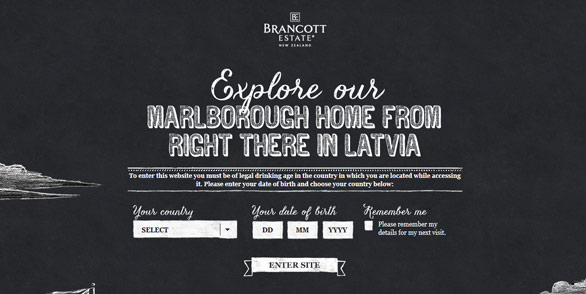 BRANCOTT
ESTATE®
NEW ZEALAND
Explore our
MARLBOROUGH HOME FROM
RIGHT THERE IN LATVIA
To enter this website you must be of legal drinking age in the country in which you are located while accessing
it. Please enter your date of birth and choose your country below:
Your country
Your date of birth
Remember me
SELECT
DD
MM
YYYY
Please remember my
details for my next visit.
ENTER SITE